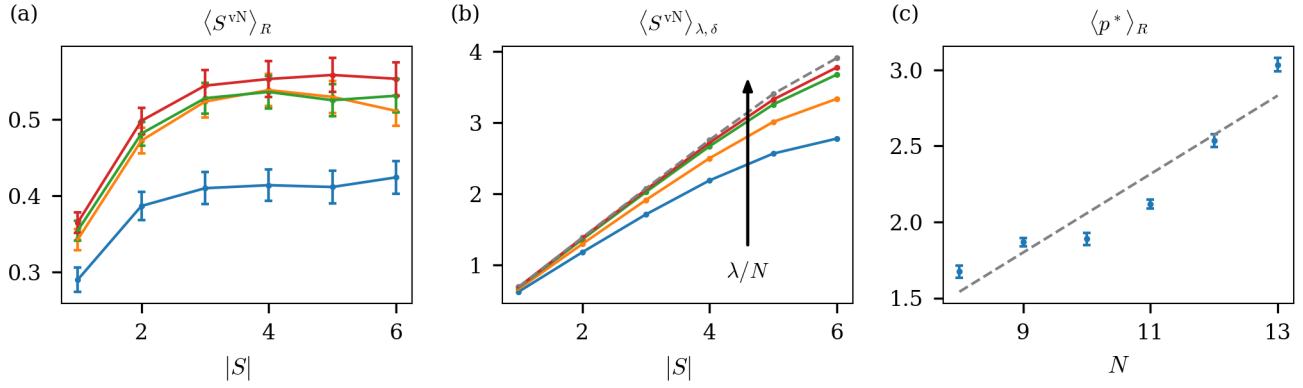 (a)
⟨S^vN⟩_R
0.5
0.4
0.3
2
4
6
|S|
(b)
⟨S^vN⟩_λ,δ
4
3
2
1
λ/N
2
4
6
|S|
(c)
⟨p*⟩_R
3.0
2.5
2.0
1.5
9
11
13
N